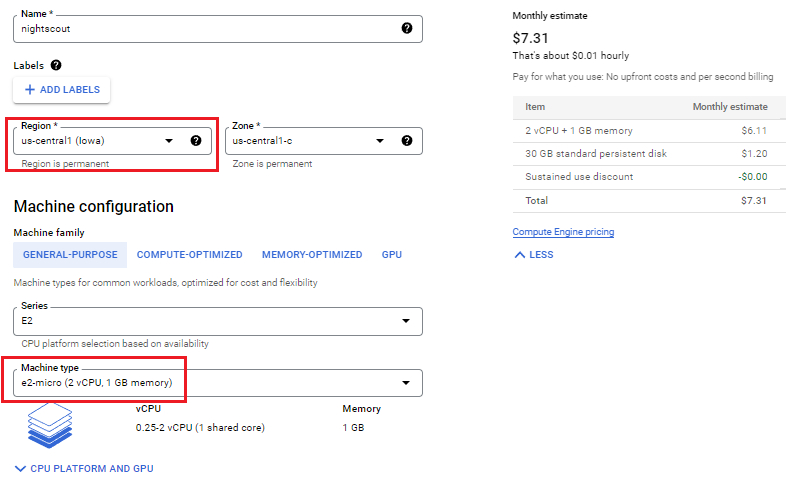 Name *
nightscout
Labels
ADD LABELS
Region *
us-central1 (Iowa)
Region is permanent
Zone *
us-central1-c
Zone is permanent
Machine configuration
Machine family
GENERAL-PURPOSE COMPUTE-OPTIMIZED MEMORY-OPTIMIZED GPU
Machine types for common workloads, optimized for cost and flexibility
Series
E2
CPU platform selection based on availability
Machine type
e2-micro (2 vCPU, 1 GB memory)
vCPU Memory
0.25-2 vCPU (1 shared core) 1 GB
CPU PLATFORM AND GPU
Monthly estimate
$7.31
That's about $0.01 hourly
Pay for what you use: No upfront costs and per second billing
Item Monthly estimate
2 vCPU + 1 GB memory $6.11
30 GB standard persistent disk $1.20
Sustained use discount -$0.00
Total $7.31
Compute Engine pricing
LESS